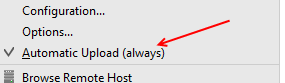 Configuration...
Options...
Automatic Upload (always)
Browse Remote Host